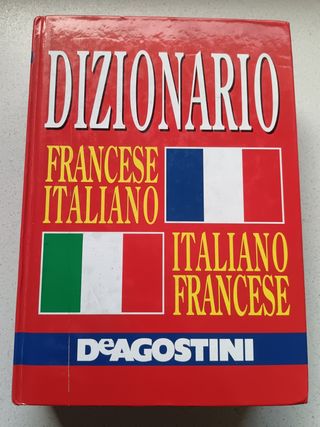 DIZIONARIO
FRANCESE
ITALIANO
ITALIANO
FRANCESE
DeAGOSTINI